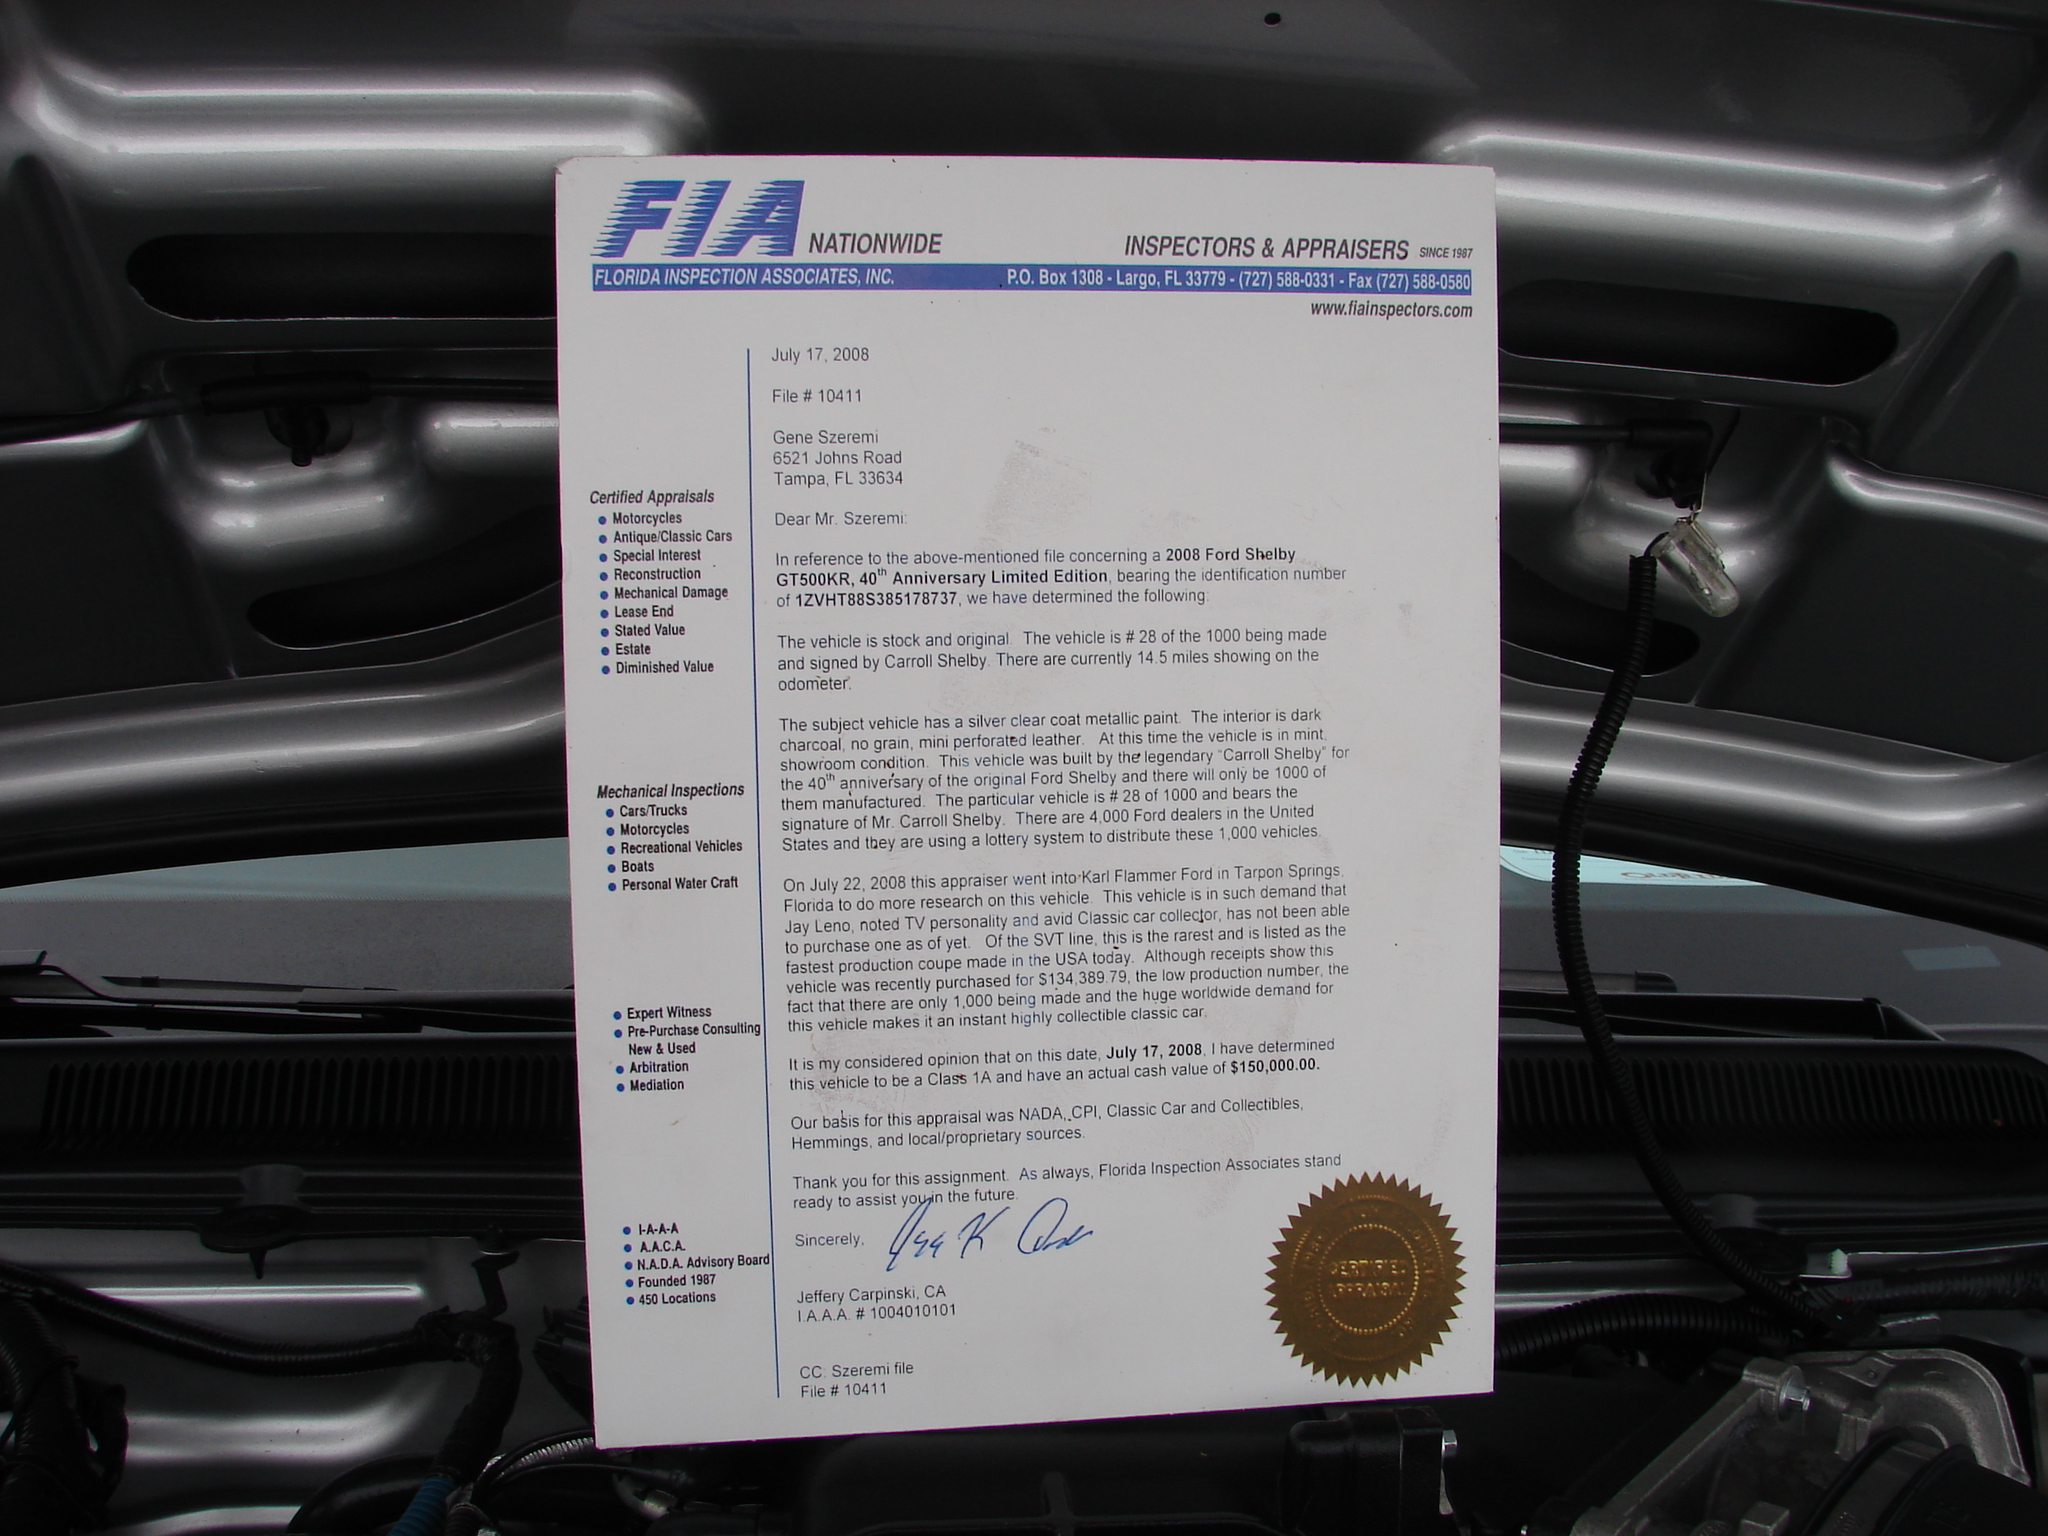 FIA NATIONWIDE INSPECTORS & APPRAISERS SINCE 1987
FLORIDA INSPECTION ASSOCIATES, INC. P.O. Box 1308 - Largo, FL 33779 - (727) 588-0331 - Fax (727) 588-0580
www.fiainspectors.com
Certified Appraisals
Motorcycles
Antique/Classic Cars
Special Interest
Reconstruction
Mechanical Damage
Lease End
Stated Value
Estate
Diminished Value
Mechanical Inspections
Cars/Trucks
Motorcycles
Recreational Vehicles
Boats
Personal Water Craft
Expert Witness
Pre-Purchase Consulting
New & Used
Arbitration
Mediation
I-A-A-A
A.A.C.A.
N.A.D.A. Advisory Board
Founded 1987
450 Locations
July 17, 2008
File # 10411
Gene Szeremi
6521 Johns Road
Tampa, FL 33634
Dear Mr. Szeremi:
In reference to the above-mentioned file concerning a 2008 Ford Shelby
GT500KR, 40th Anniversary Limited Edition, bearing the identification number
of 1ZVHT88S385178737, we have determined the following:
The vehicle is stock and original. The vehicle is # 28 of the 1000 being made
and signed by Carroll Shelby. There are currently 14.5 miles showing on the
odometer.
The subject vehicle has a silver clear coat metallic paint. The interior is dark
charcoal, no grain, mini perforated leather. At this time the vehicle is in mint,
showroom condition. This vehicle was built by the legendary "Carroll Shelby" for
the 40th anniversary of the original Ford Shelby and there will only be 1000 of
them manufactured. The particular vehicle is # 28 of 1000 and bears the
signature of Mr. Carroll Shelby. There are 4,000 Ford dealers in the United
States and they are using a lottery system to distribute these 1,000 vehicles.
On July 22, 2008 this appraiser went into Karl Flammer Ford in Tarpon Springs,
Florida to do more research on this vehicle. This vehicle is in such demand that
Jay Leno, noted TV personality and avid Classic car collector, has not been able
to purchase one as of yet. Of the SVT line, this is the rarest and is listed as the
fastest production coupe made in the USA today. Although receipts show this
vehicle was recently purchased for $134,389.79, the low production number, the
fact that there are only 1,000 being made and the huge worldwide demand for
this vehicle makes it an instant highly collectible classic car.
It is my considered opinion that on this date, July 17, 2008, I have determined
this vehicle to be a Class 1A and have an actual cash value of $150,000.00.
Our basis for this appraisal was NADA, CPI, Classic Car and Collectibles,
Hemmings, and local/proprietary sources.
Thank you for this assignment. As always, Florida Inspection Associates stand
ready to assist you in the future.
Sincerely,
Jeffery Carpinski, CA
I.A.A.A. # 1004010101
CC. Szeremi file
File # 10411
CERTIFIED
APPRAISAL